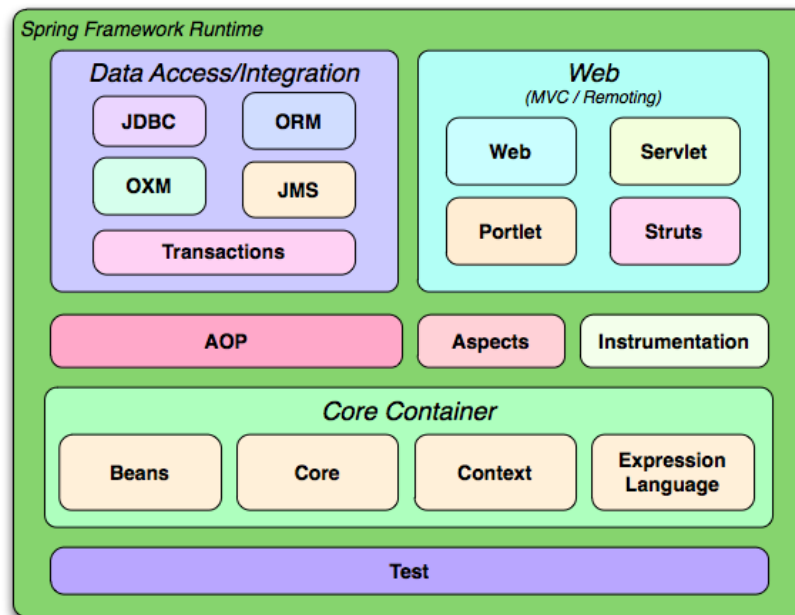 Spring Framework Runtime
Data Access/Integration
JDBC
ORM
OXM
JMS
Transactions
Web
(MVC / Remoting)
Web
Servlet
Portlet
Struts
AOP
Aspects
Instrumentation
Core Container
Beans
Core
Context
Expression
Language
Test